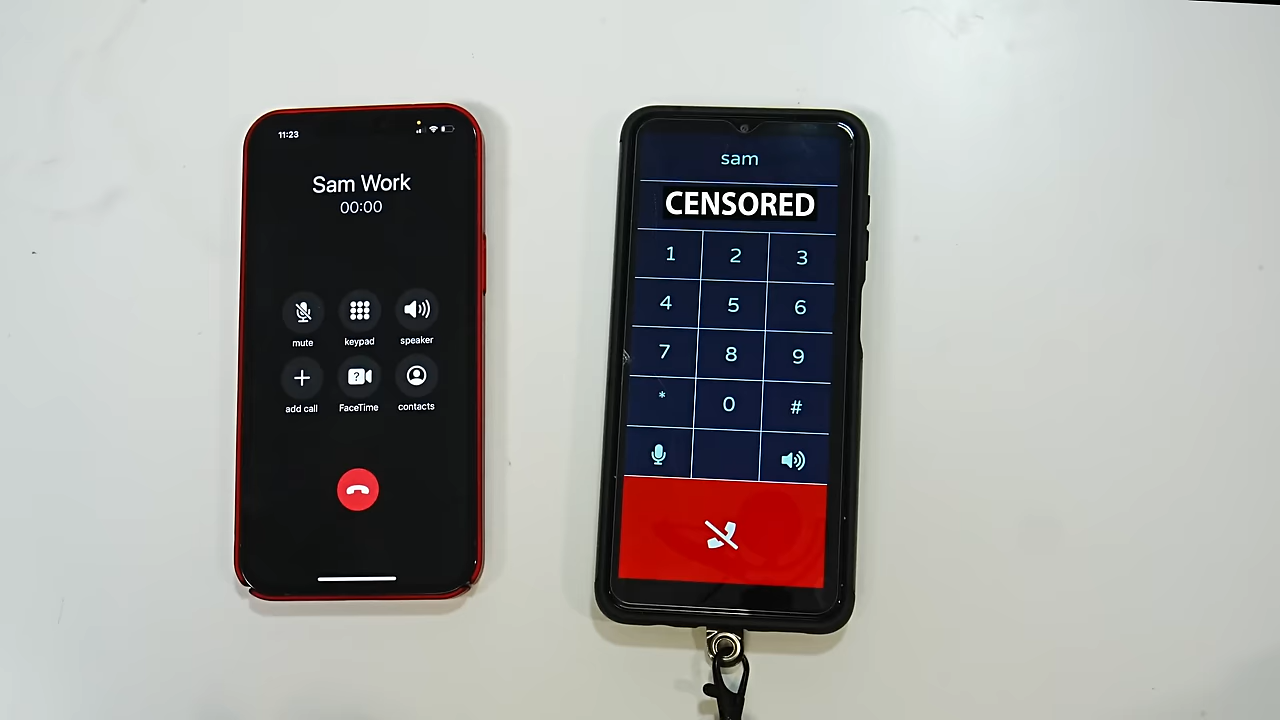 11:23
Sam Work
00:00
mute keypad speaker
add call FaceTime contacts
sam
CENSORED
1 2 3
4 5 6
7 8 9
* 0 #